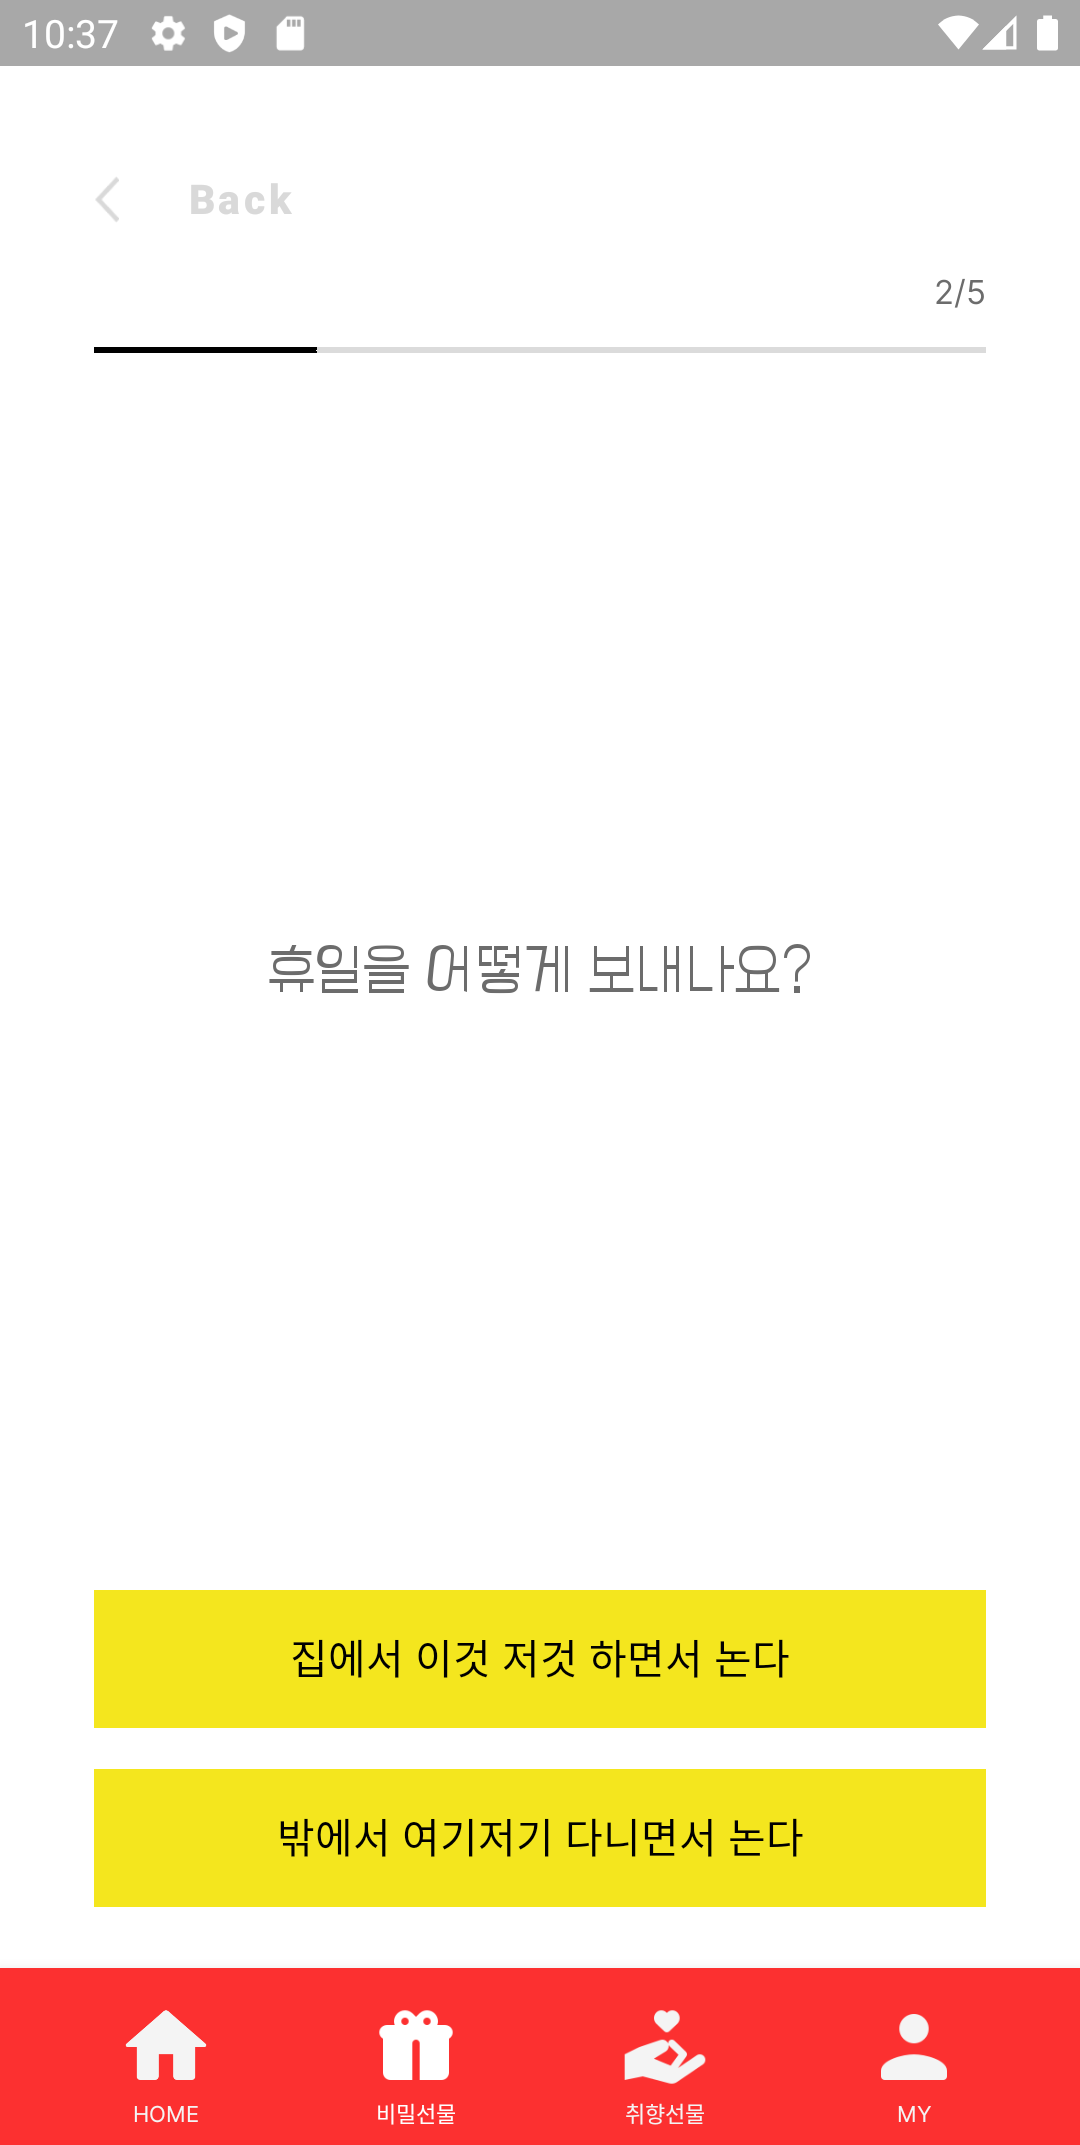 10:37
Back
2/5
휴일을 어떻게 보내나요?
집에서 이것 저것 하면서 논다
밖에서 여기저기 다니면서 논다
HOME 비밀선물 취향선물 MY